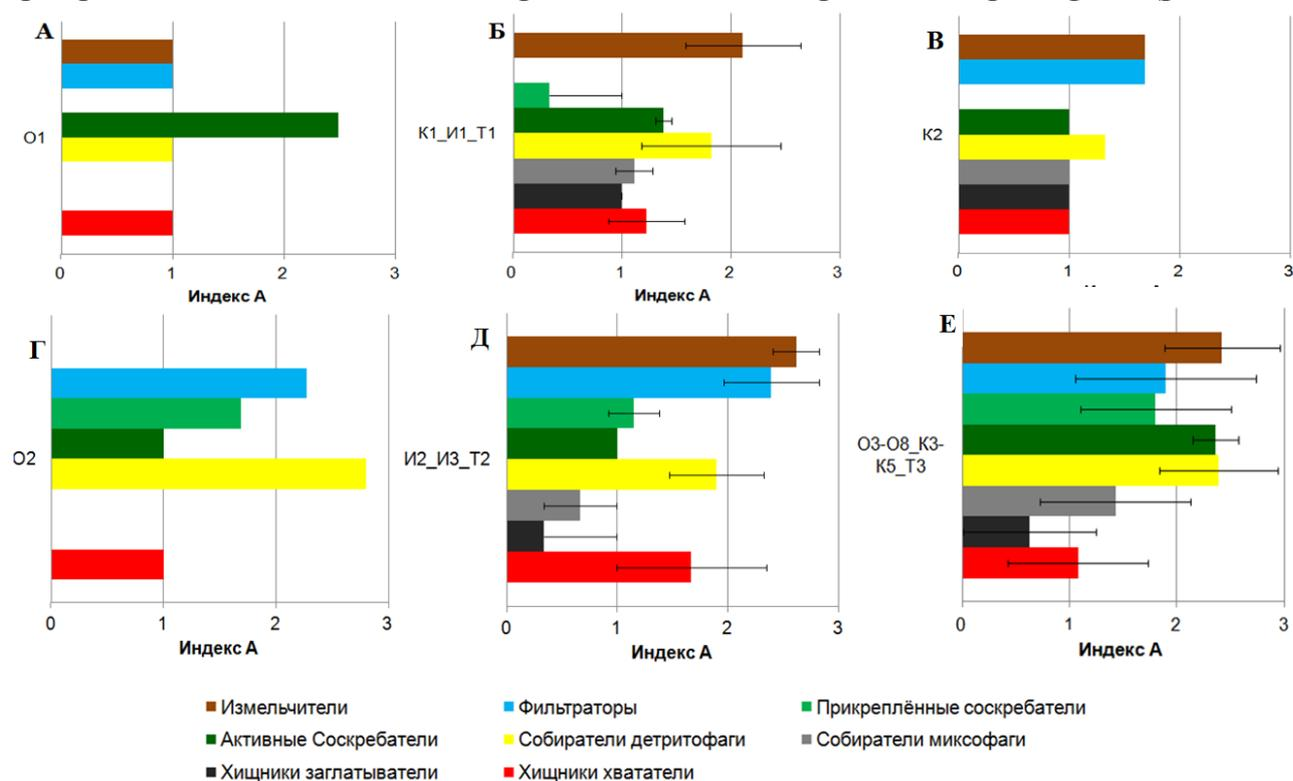 А
О1
0 1 2 3
Индекс А
Б
К1_И1_Т1
0 1 2 3
Индекс А
В
К2
0 1 2 3
Г
О2
0 1 2 3
Индекс А
Д
И2_И3_Т2
0 1 2 3
Индекс А
Е
О3-О8_К3-
К5_Т3
0 1 2 3
Индекс А
Измельчители Фильтраторы Прикреплённые соскребатели
Активные Соскребатели Собиратели детритофаги Собиратели миксофаги
Хищники заглатыватели Хищники хвататели